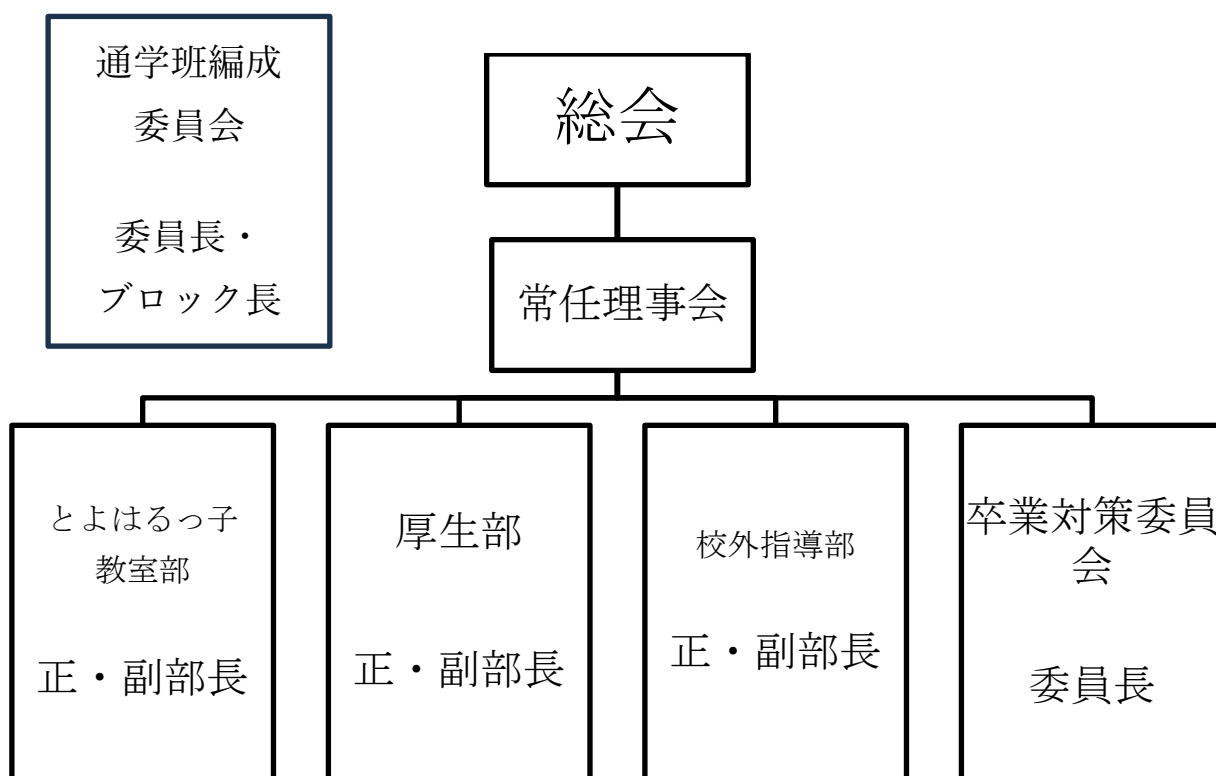 通学班編成
委員会
委員長・
ブロック長
総会
常任理事会
とよはるっ子
教室部
正・副部長
厚生部
正・副部長
校外指導部
正・副部長
卒業対策委員
会
委員長